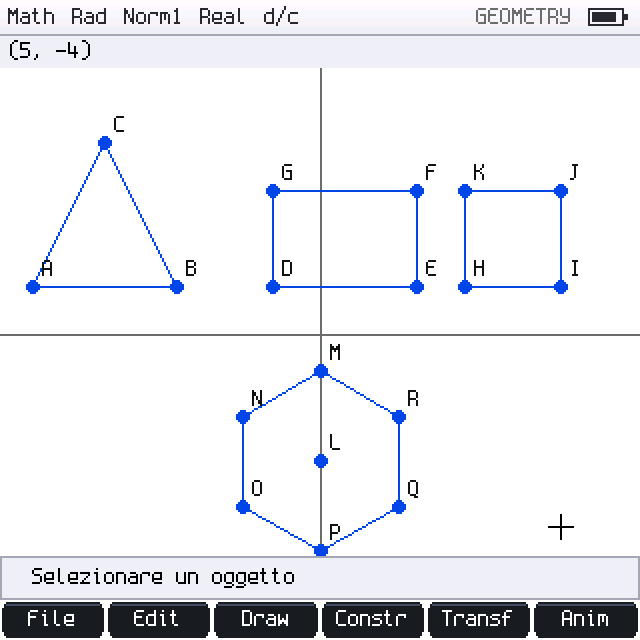 Math Rad Norm1 Real d/c GEOMETRY
(5, -4)
C
G F K J
A B D E H I
M
N R
L
O Q
P
Selezionare un oggetto
File Edit Draw Constr Transf Anim